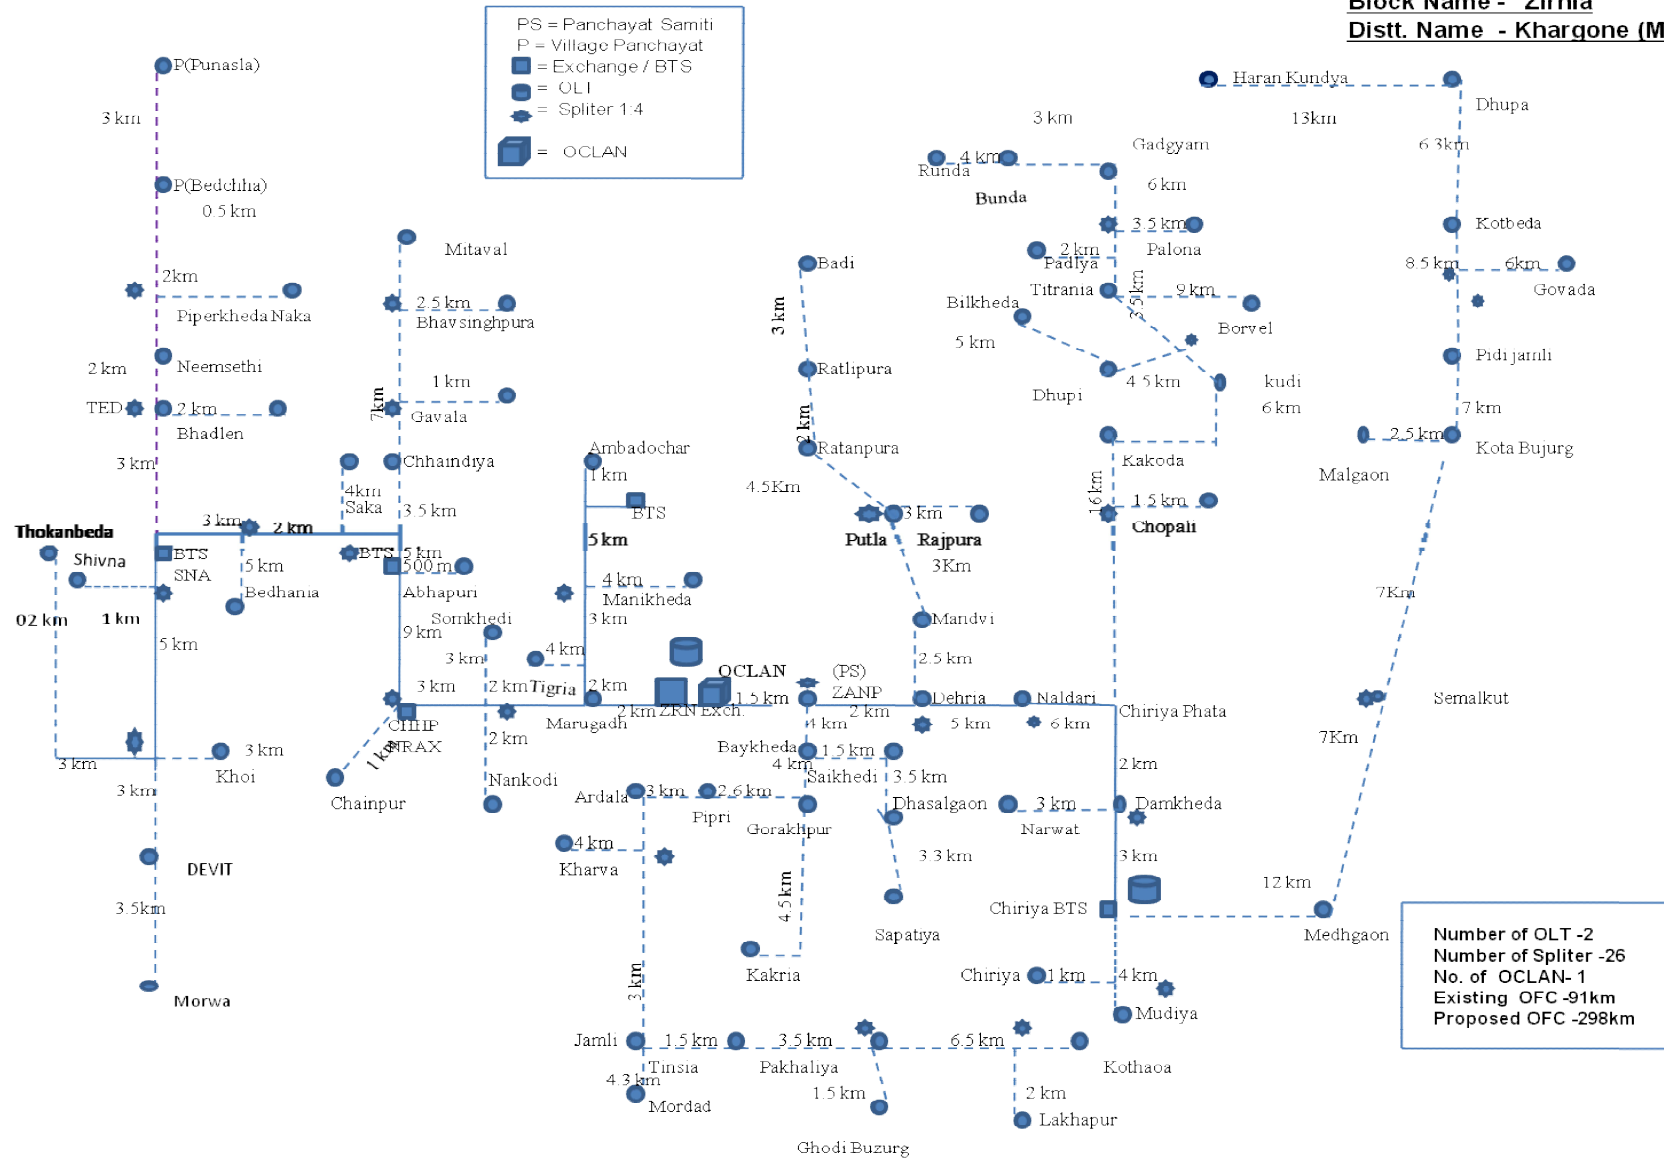 Block Name - Zirnia
Distt. Name - Khargone (M
PS = Panchayat Samiti
P = Village Panchayat
= Exchange / BTS
= OLT
= Spliter 1:4
= OCLAN
P(Punasla)
3 km
P(Bedchha)
0.5 km
2km
Piperkheda Naka
2 km
Neemsethi
TED
2 km
Bhadlen
3 km
Mitaval
2.5 km
Bhavsinghpura
1 km
7km
Gavala
Chhaindiya
4km
Saka
3.5 km
3 km
2 km
Thokanbeda
Shivna
BTS
SNA
5 km
Bedhania
BTS
5 km
500 m
Abhapuri
02 km
1 km
5 km
9 km
Somkhedi
3 km
3 km
2 km
CHHP
NRAX
2 km
1 km
Chainpur
Nankodi
3 km
Khoi
3 km
3 km
DEVIT
3.5km
Morwa
Ambadochar
1 km
BTS
5 km
4 km
Manikheda
3 km
4 km
Tigria
2 km
Marugadh
2 km
ZRN Exch.
OCLAN
1.5 km
(PS)
ZANP
2 km
Badi
3 km
Ratlipura
2 km
Ratanpura
4.5Km
3 km
Putla
Rajpura
3Km
Mandvi
2.5 km
Dehria
5 km
Naldari
6 km
Chiriya Phata
4 km
Baykheda
1.5 km
4 km
Saikhedi
3.5 km
Ardala
3 km
2.6 km
Pipri
Gorakhpur
Dhasalgaon
4 km
Kharva
3.3 km
4.5 km
Sapatiya
Kakria
3 km
Jamli
1.5 km
3.5 km
6.5 km
Tinsia
Pakhaliya
Kothaoa
4.3 km
Mordad
1.5 km
2 km
Lakhapur
Ghodi Buzurg
Haran Kundya
13km
Dhupa
3 km
Gadgyam
6 3km
4 km
Runda
Bunda
6 km
3.5 km
Palona
2 km
Padlya
Kotbeda
8.5 km
6km
Govada
Titrania
3.5 km
9 km
Borvel
Bilkheda
5 km
4 5 km
Dhupi
kudi
6 km
Pidi jamli
7 km
2.5 km
Kota Bujurg
Malgaon
Kakoda
16 km
1 5 km
Chopali
7Km
Semalkut
7Km
2 km
3 km
Narwat
Damkheda
3 km
12 km
Chiriya BTS
Medhgaon
Chiriya
1 km
4 km
Mudiya
Number of OLT -2
Number of Spliter -26
No. of OCLAN- 1
Existing OFC -91km
Proposed OFC -298km